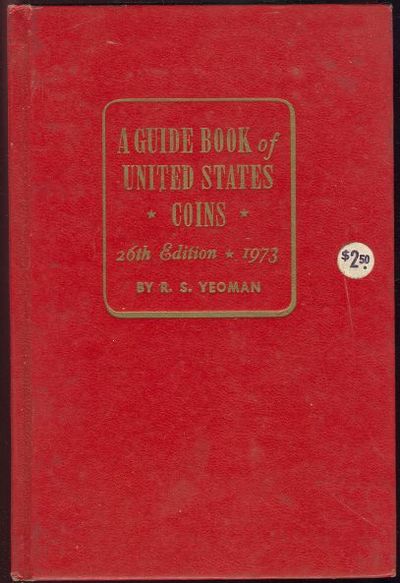 A GUIDE BOOK of
UNITED STATES
★ COINS ★
26th Edition ★ 1973
BY R. S. YEOMAN
$2.50